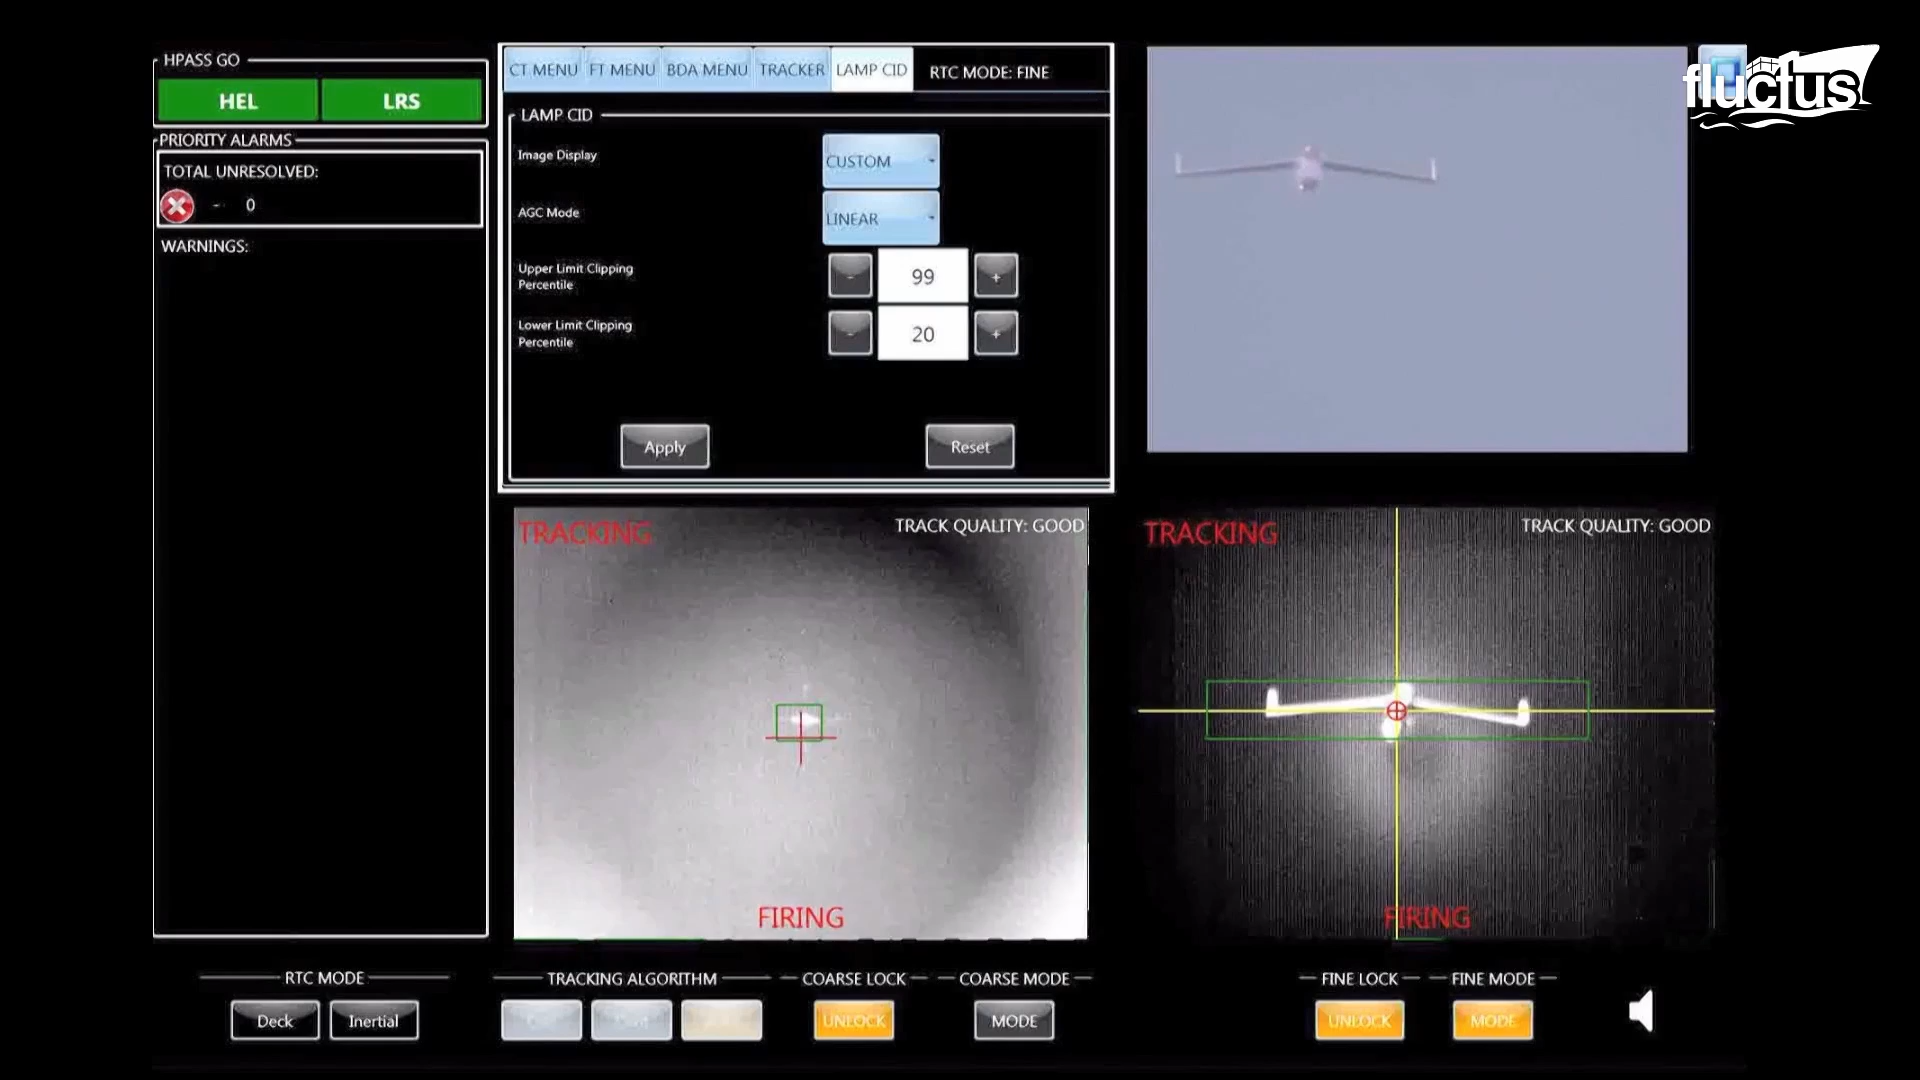 HPASS GO
HEL
LRS
PRIORITY ALARMS
TOTAL UNRESOLVED:
- 0
WARNINGS:
CT MENU
FT MENU
BDA MENU
TRACKER
LAMP CID
RTC MODE: FINE
LAMP CID
Image Display
CUSTOM
AGC Mode
LINEAR
Upper Limit Clipping
Percentile
-
99
+
Lower Limit Clipping
Percentile
-
20
+
Apply
Reset
fluctus
TRACKING
TRACK QUALITY: GOOD
FIRING
TRACKING
TRACK QUALITY: GOOD
FIRING
RTC MODE
Deck
Inertial
TRACKING ALGORITHM
COARSE LOCK
UNLOCK
COARSE MODE
MODE
FINE LOCK
UNLOCK
FINE MODE
MODE